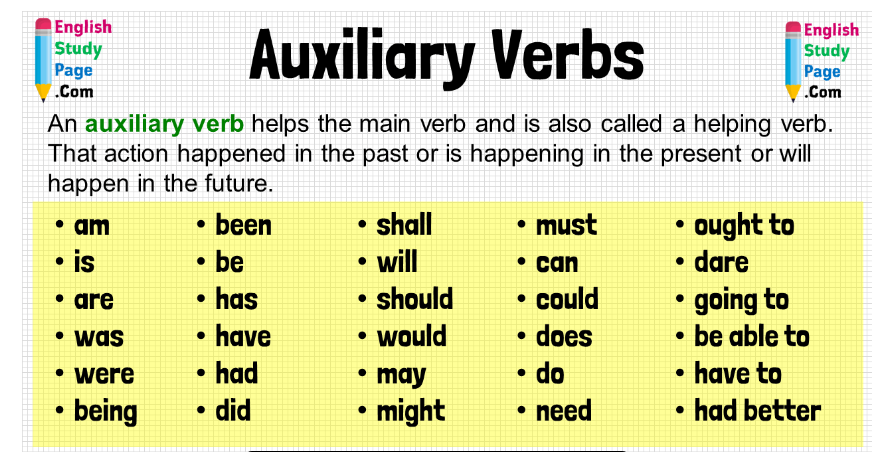 English
Study
Page
.Com
Auxiliary Verbs
English
Study
Page
.Com
An auxiliary verb helps the main verb and is also called a helping verb.
That action happened in the past or is happening in the present or will
happen in the future.
• am • been • shall • must • ought to
• is • be • will • can • dare
• are • has • should • could • going to
• was • have • would • does • be able to
• were • had • may • do • have to
• being • did • might • need • had better